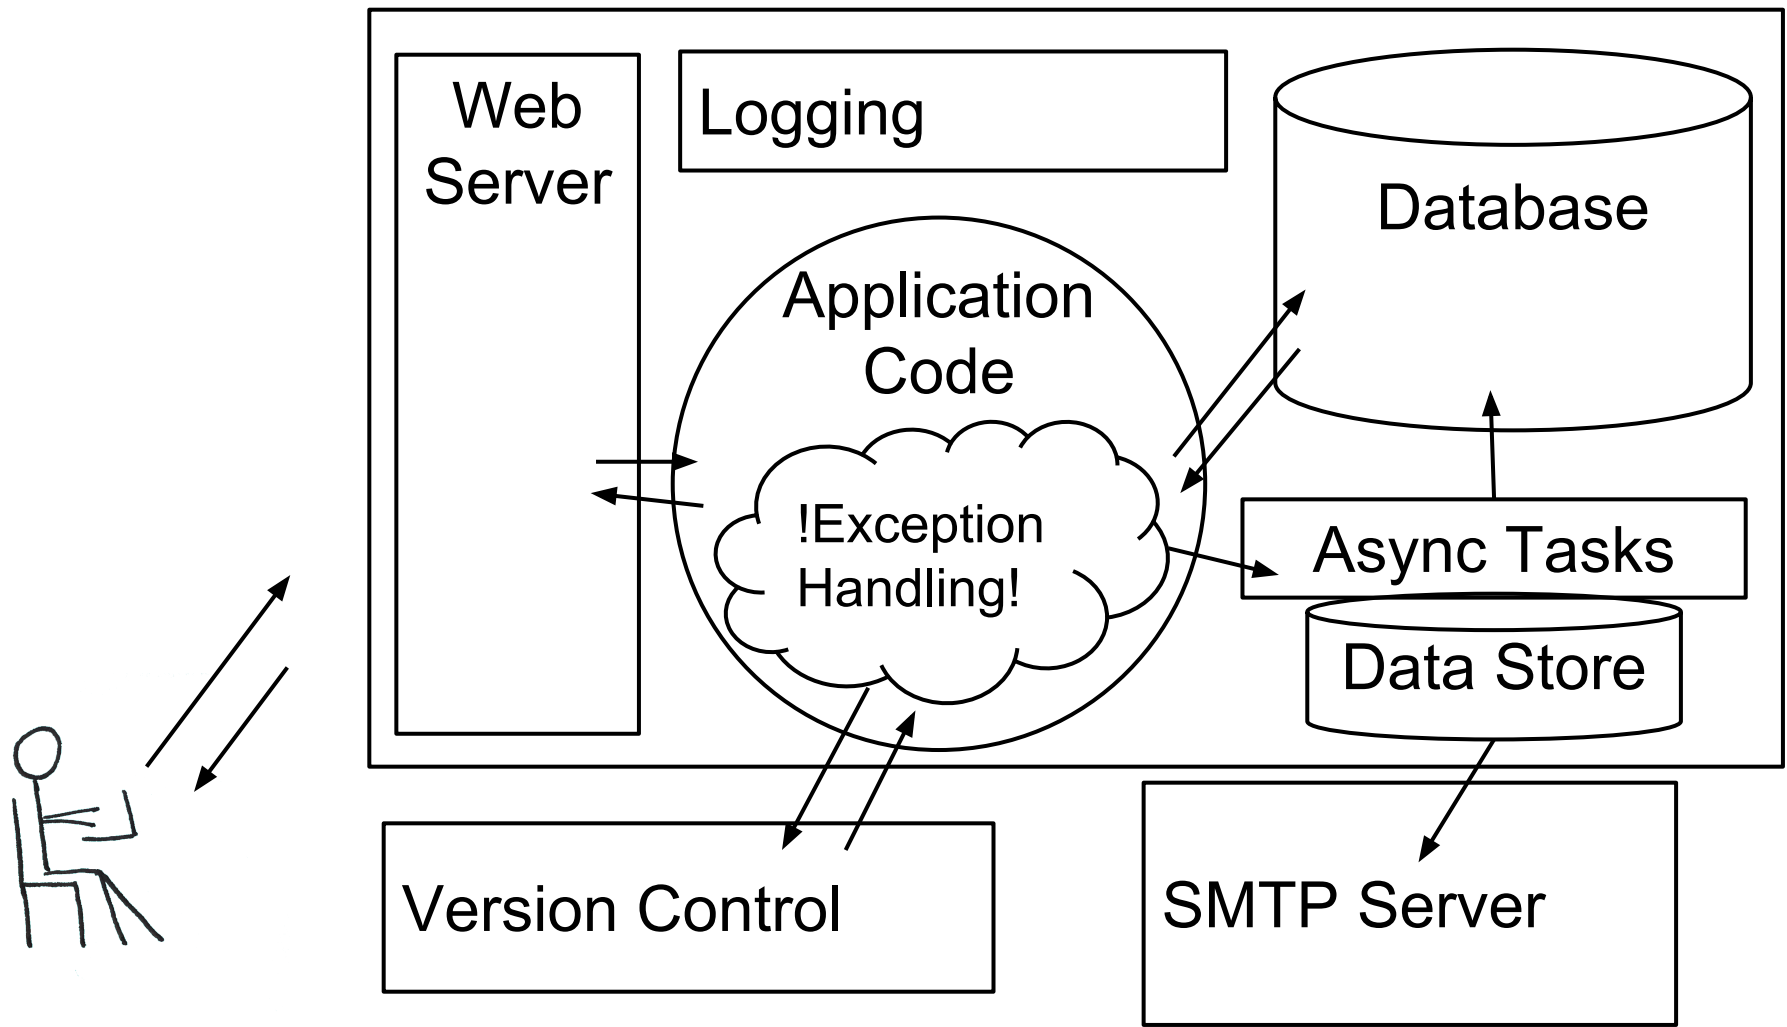 Web
Server
Logging
Database
Application
Code
!Exception
Handling!
Async Tasks
Data Store
Version Control
SMTP Server